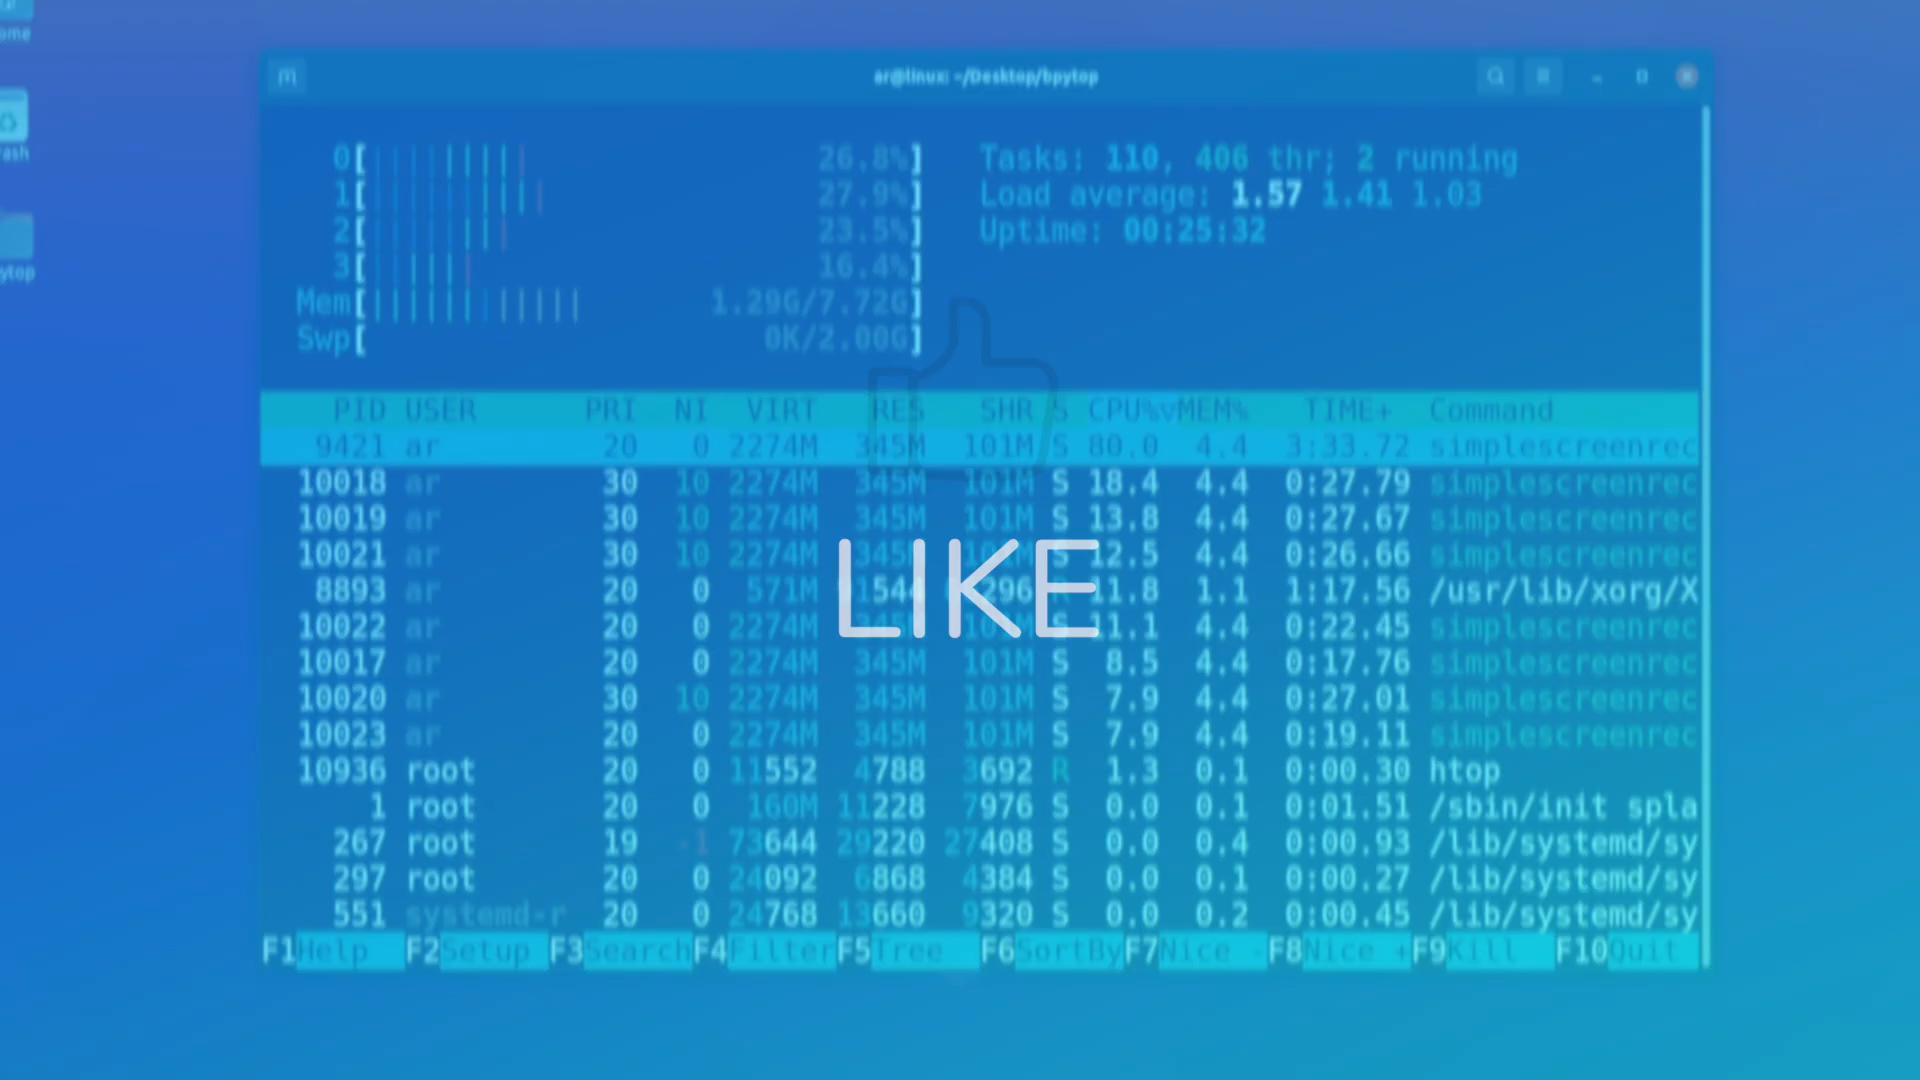 ar@linux: ~/Desktop/bpytop
0[ 26.8%] Tasks: 110, 406 thr; 2 running
1[ 27.9%] Load average: 1.57 1.41 1.03
2[ 23.5%] Uptime: 00:25:32
3[ 16.4%]
Mem[ 1.29G/7.72G]
Swp[ 0K/2.00G]
PID USER PRI NI VIRT RES SHR S CPU%▽MEM% TIME+ Command
9421 ar 20 0 2274M 345M 101M S 80.0 4.4 3:33.72 simplescreenrec
10018 ar 30 10 2274M 345M 101M S 18.4 4.4 0:27.79 simplescreenrec
10019 ar 30 10 2274M 345M 101M S 13.8 4.4 0:27.67 simplescreenrec
10021 ar 30 10 2274M 345M S 12.5 4.4 0:26.66 simplescreenrec
8893 ar 20 0 571M 11.8 1.1 1:17.56 /usr/lib/xorg/X
LIKE
10022 ar 20 0 2274M 11.1 4.4 0:22.45 simplescreenrec
10017 ar 20 0 2274M 345M 101M S 8.5 4.4 0:17.76 simplescreenrec
10020 ar 30 10 2274M 345M 101M S 7.9 4.4 0:27.01 simplescreenrec
10023 ar 20 0 2274M 345M 101M S 7.9 4.4 0:19.11 simplescreenrec
10936 root 20 0 11552 4788 3692 R 1.3 0.1 0:00.30 htop
1 root 20 0 160M 11228 7976 S 0.0 0.1 0:01.51 /sbin/init spla
267 root 19 -1 73644 29220 27408 S 0.0 0.4 0:00.93 /lib/systemd/sy
297 root 20 0 24092 6868 4384 S 0.0 0.1 0:00.27 /lib/systemd/sy
551 systemd-r 20 0 24768 13660 9320 S 0.0 0.2 0:00.45 /lib/systemd/sy
F1Help F2Setup F3SearchF4FilterF5Tree F6SortByF7Nice -F8Nice +F9Kill F10Quit
ome
rash
ytop